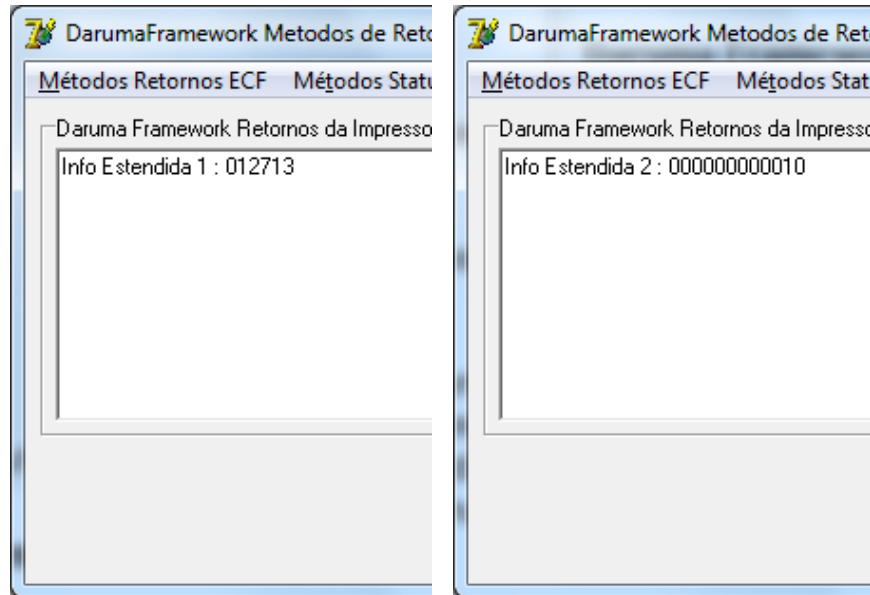 DarumaFramework Metodos de Reto
Métodos Retornos ECF Métodos Statu
Daruma Framework Retornos da Impresso
Info Estendida 1 : 012713
DarumaFramework Metodos de Ret
Métodos Retornos ECF Métodos Stat
Daruma Framework Retornos da Impresso
Info Estendida 2 : 000000000010